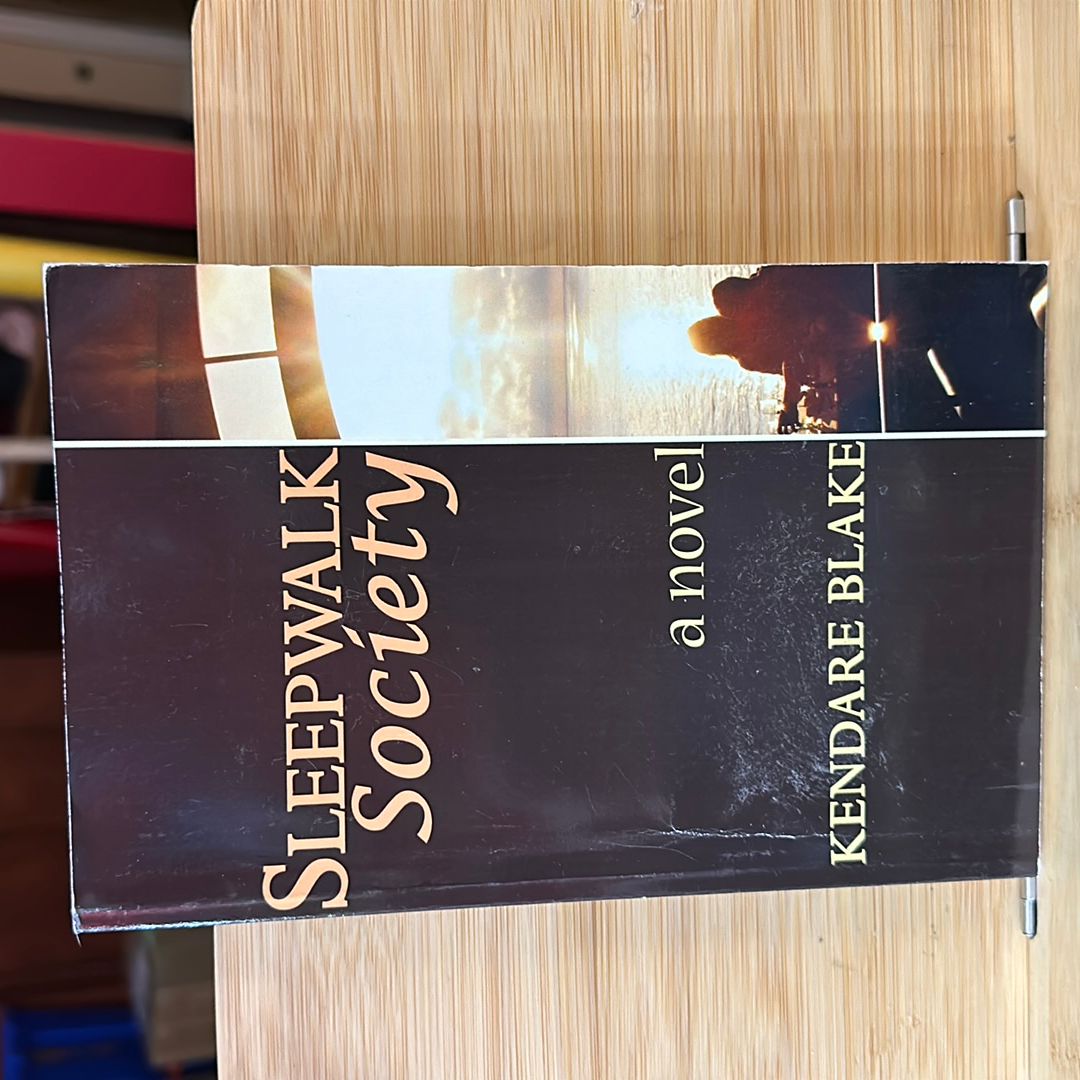 SLEEPWALK
Society
a novel
KENDARE BLAKE